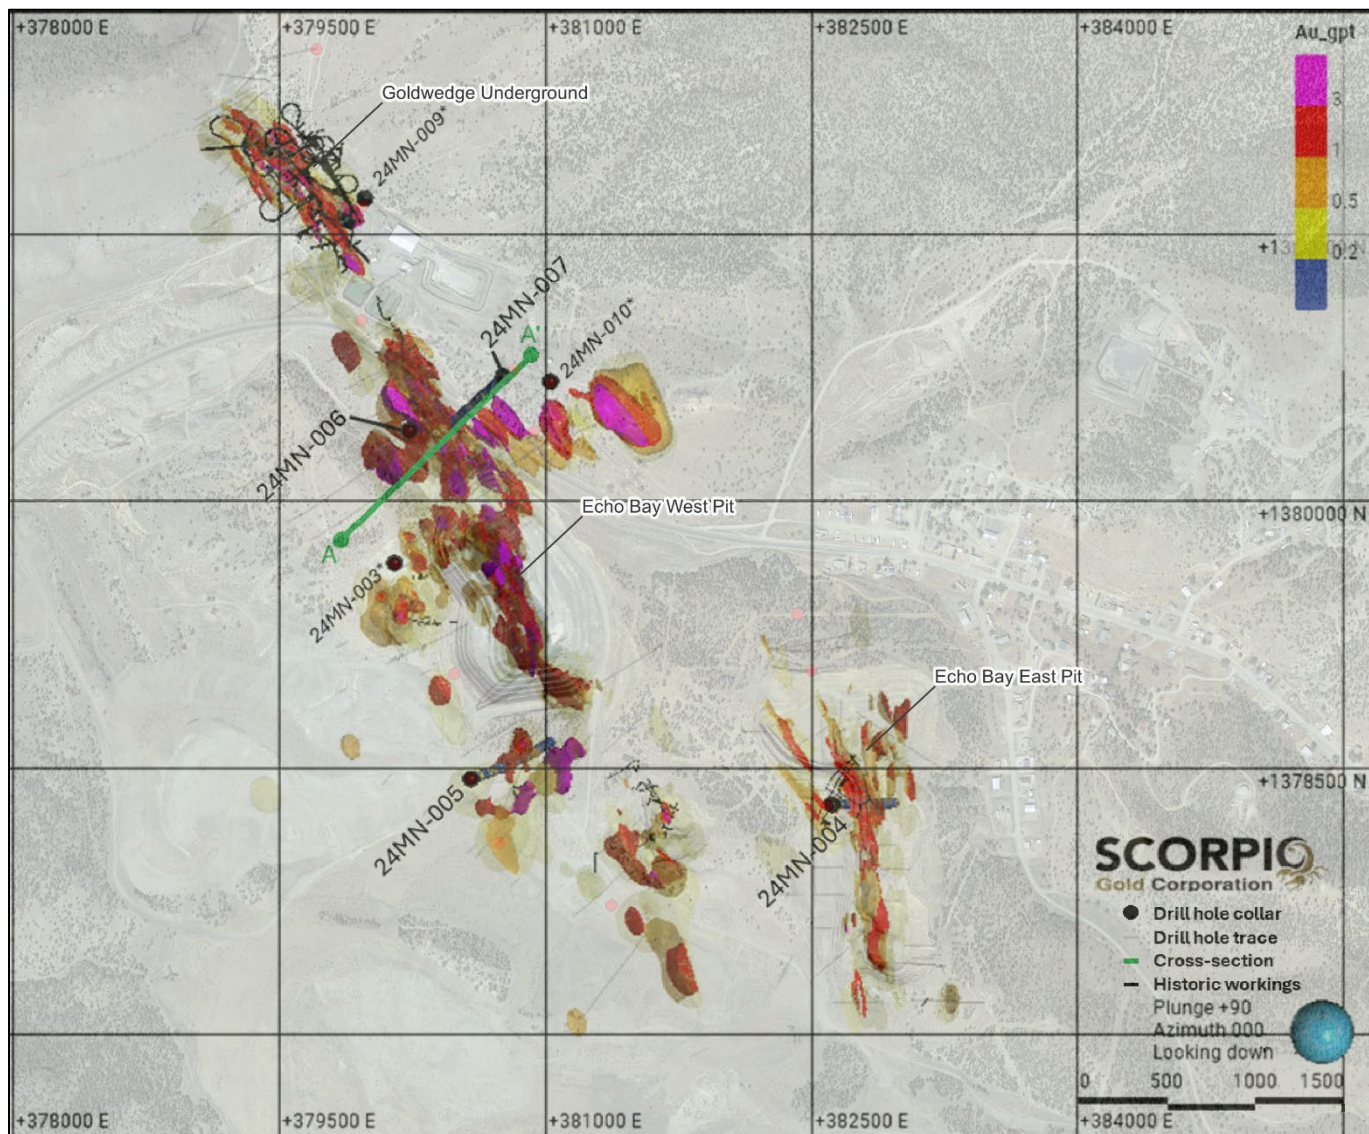 +378000 E
+379500 E
+381000 E
+382500 E
+384000 E
Au_gpt
3
1
0.5
0.2
Goldwedge Underground
24MN-009*
24MN-007
A'
24MN-010*
24MN-006
Echo Bay West Pit
+1380000 N
A
24MN-003*
Echo Bay East Pit
+1378500 N
24MN-005
24MN-004
SCORPIO
Gold Corporation
Drill hole collar
Drill hole trace
Cross-section
Historic workings
Plunge +90
Azimuth 000
Looking down
0 500 1000 1500
+378000 E
+379500 E
+381000 E
+382500 E
+384000 E